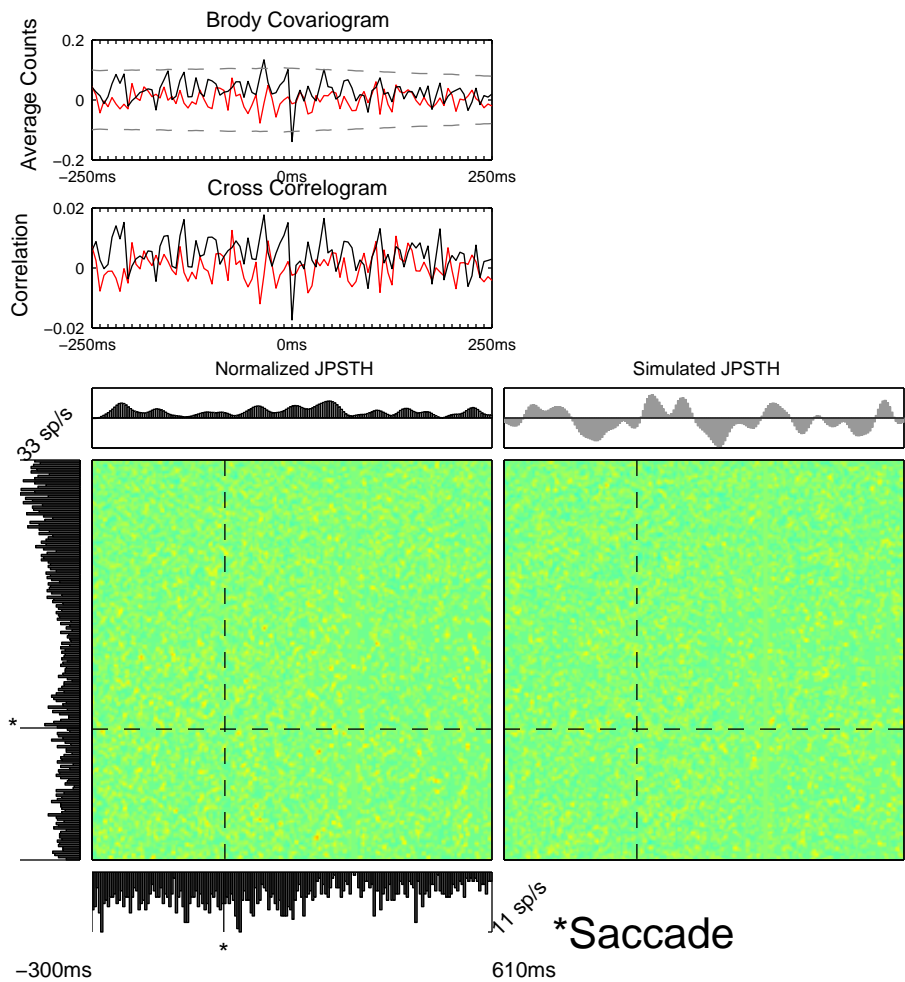 Brody Covariogram
Average Counts
0.2
0
−0.2
−250ms
0ms
250ms
Cross Correlogram
Correlation
0.02
0
−0.02
−250ms
0ms
250ms
Normalized JPSTH
Simulated JPSTH
33 sp/s
*
11 sp/s
*
*Saccade
−300ms
610ms